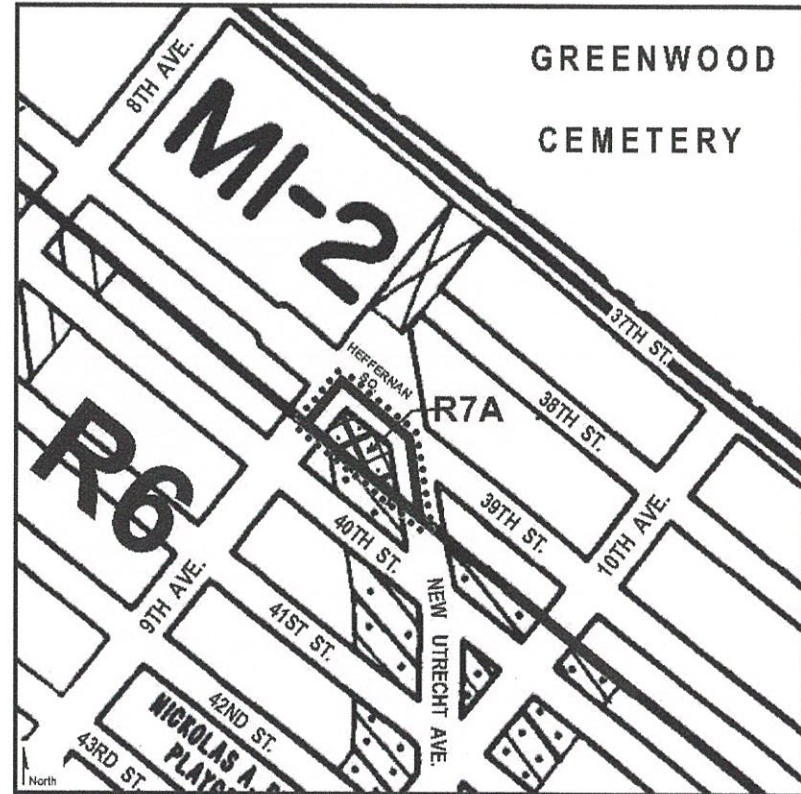 GREENWOOD
CEMETERY
8TH AVE.
MI-2
37TH ST.
HEFFERNAN
SQ.
R7A
38TH ST.
R6
39TH ST.
40TH ST.
10TH AVE.
9TH AVE.
41ST ST.
NEW UTRECHT AVE.
42ND ST.
NICKOLAS A.
43RD ST.
North